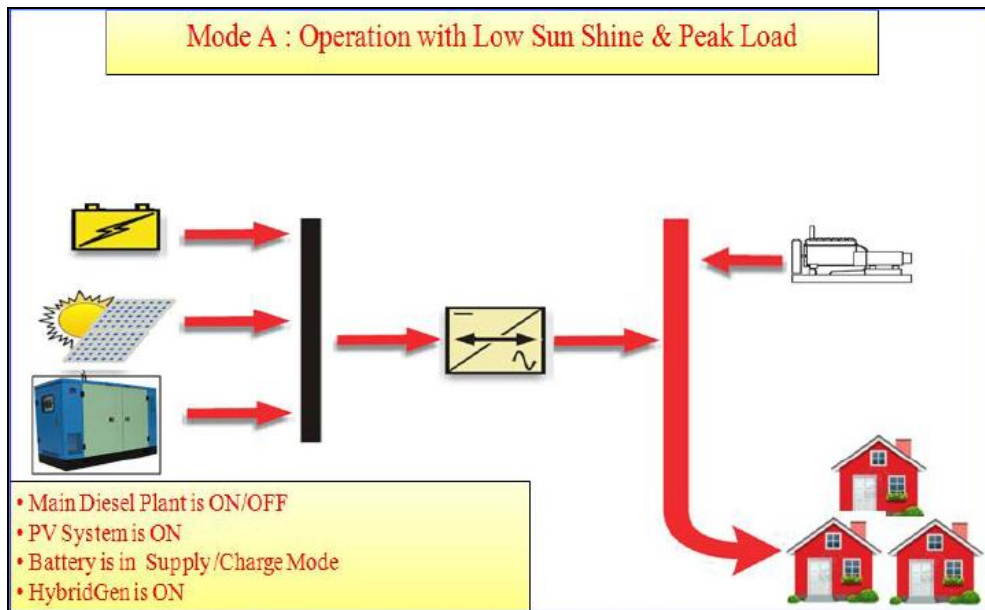 Mode A : Operation with Low Sun Shine & Peak Load
• Main Diesel Plant is ON/OFF
• PV System is ON
• Battery is in Supply/Charge Mode
• HybridGen is ON